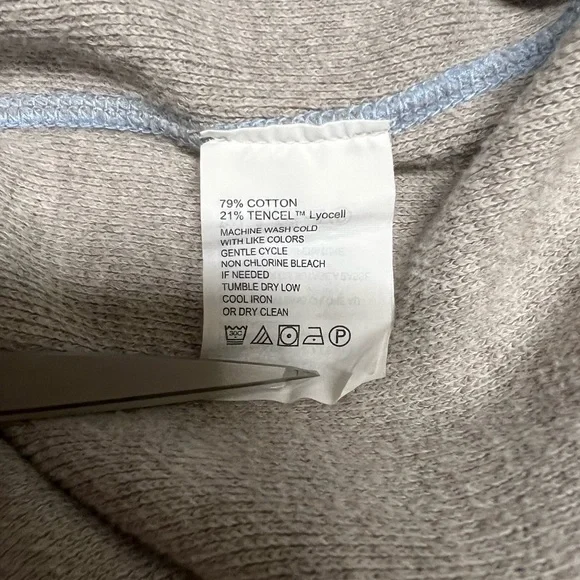 79% COTTON
21% TENCEL™ Lyocell
MACHINE WASH COLD
WITH LIKE COLORS
GENTLE CYCLE
NON CHLORINE BLEACH
IF NEEDED
TUMBLE DRY LOW
COOL IRON
OR DRY CLEAN
30C P